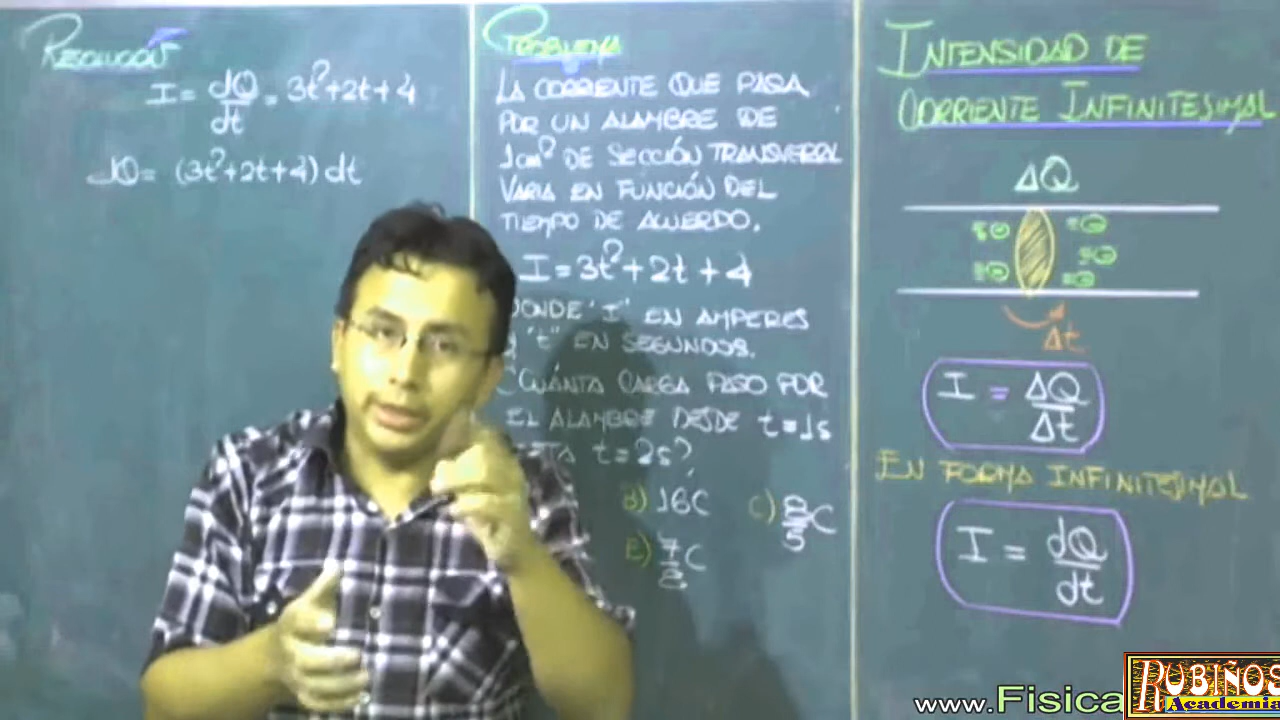 RESOLUCIÓN
I = dQ/dt = 3t²+2t+4
dQ = (3t²+2t+4) dt
PROBLEMA
LA CORRIENTE QUE PASA
POR UN ALAMBRE DE
1cm² DE SECCIÓN TRANSVERSAL
VARIA EN FUNCIÓN DEL
TIEMPO DE ACUERDO.
I = 3t²+2t+4
DONDE "I" EN AMPERES
y "t" EN SEGUNDOS.
¿CUÁNTA CARGA PASO POR
EL ALAMBRE DESDE t=1s
t=2s?
B) 16C C) 8/5 C
E) 7/8 C
INTENSIDAD DE
CORRIENTE INFINITESIMAL
ΔQ
Δt
I = ΔQ/Δt
EN FORMA INFINITESIMAL
I = dQ/dt
www.Fisica
RUBIÑOS
Academia